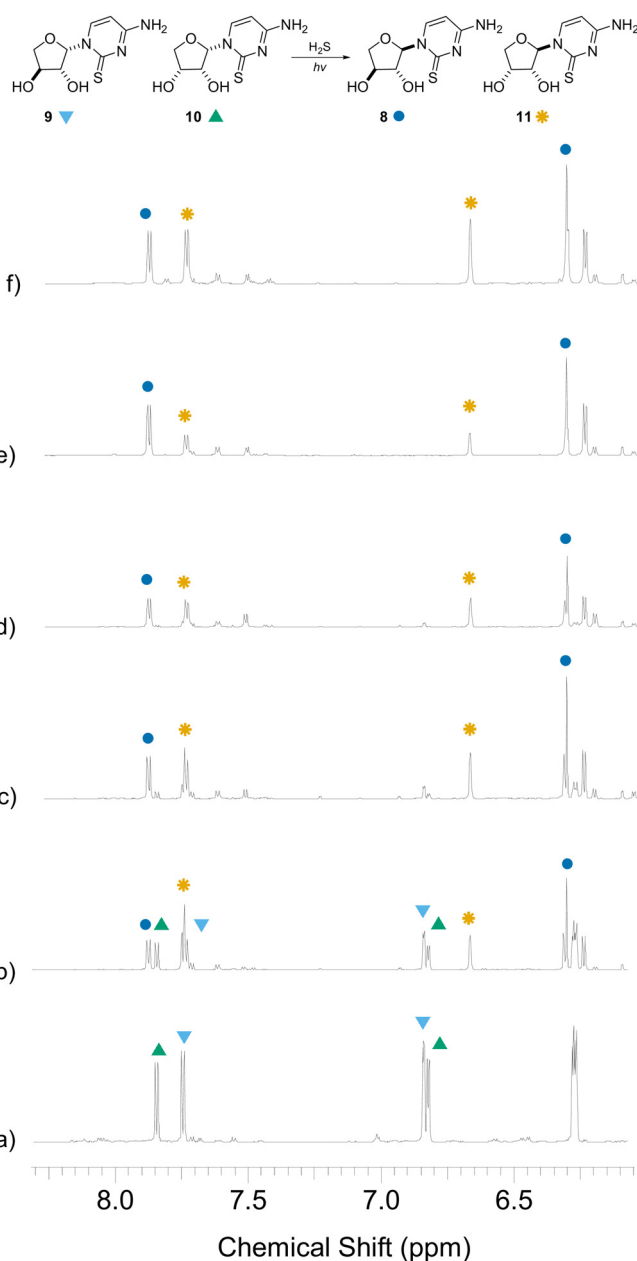 O N N NH₂ S HO OH
O N N NH₂ S HO OH
H₂S
hv
O N N NH₂ S HO OH
O N N NH₂ S HO OH
9 10 8 11
f)
e)
d)
c)
b)
a)
8.0 7.5 7.0 6.5
Chemical Shift (ppm)